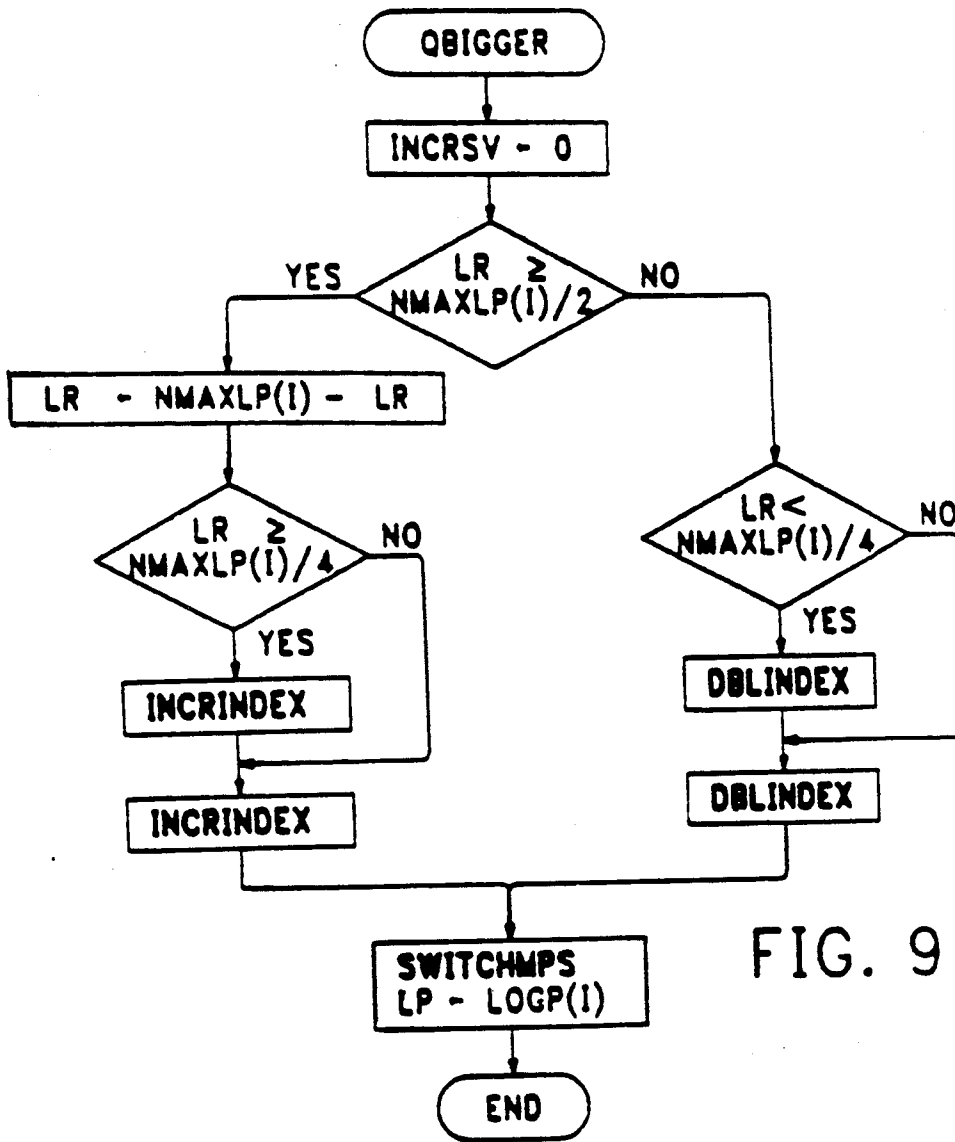 QBIGGER
INCRSV - 0
LR ≥
NMAXLP(I)/2
YES
NO
LR - NMAXLP(I) - LR
LR ≥
NMAXLP(I)/4
NO
YES
INCRINDEX
INCRINDEX
LR<
NMAXLP(I)/4
NO
YES
DBLINDEX
DBLINDEX
SWITCHMPS
LP - LOGP(I)
END
FIG. 9